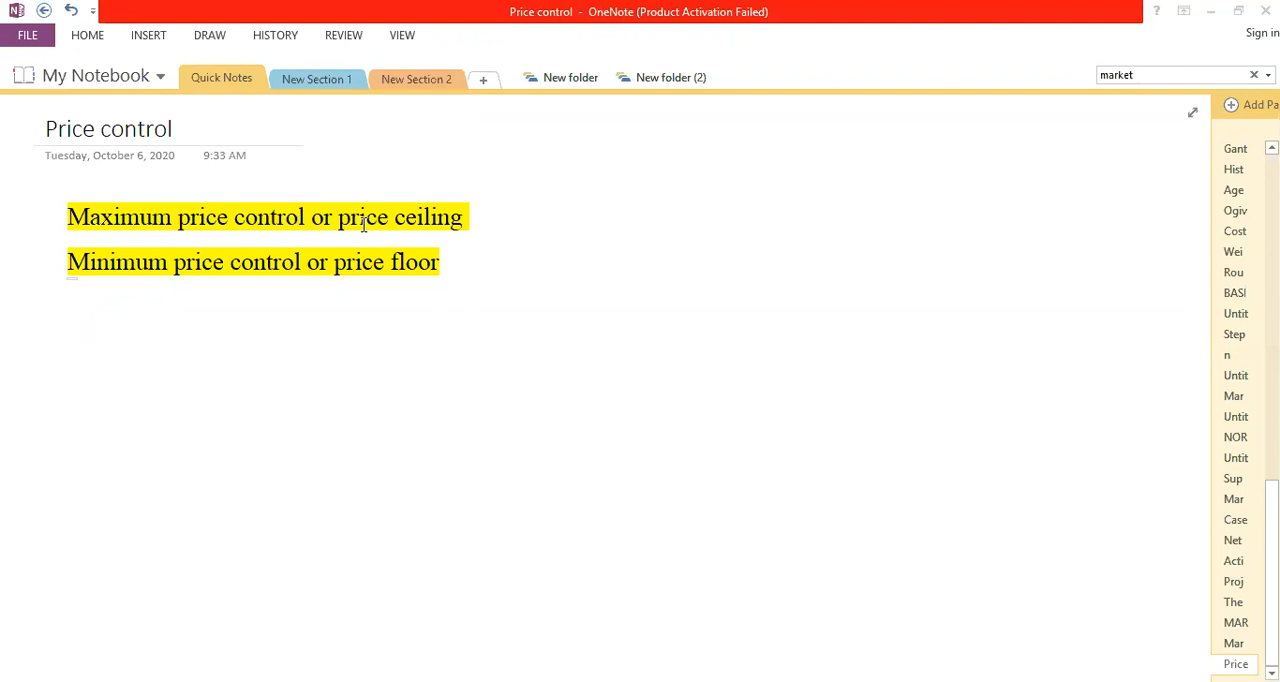 Price control - OneNote (Product Activation Failed)
?
FILE HOME INSERT DRAW HISTORY REVIEW VIEW
Sign in
My Notebook Quick Notes New Section 1 New Section 2 + New folder New folder (2)
market
Add Pa
Price control
Tuesday, October 6, 2020 9:33 AM
Maximum price control or price ceiling
Minimum price control or price floor
Gant
Hist
Age
Ogiv
Cost
Wei
Rou
BASI
Untit
Step
n
Untit
Mar
Untit
NOR
Untit
Sup
Mar
Case
Net
Acti
Proj
The
MAR
Mar
Price